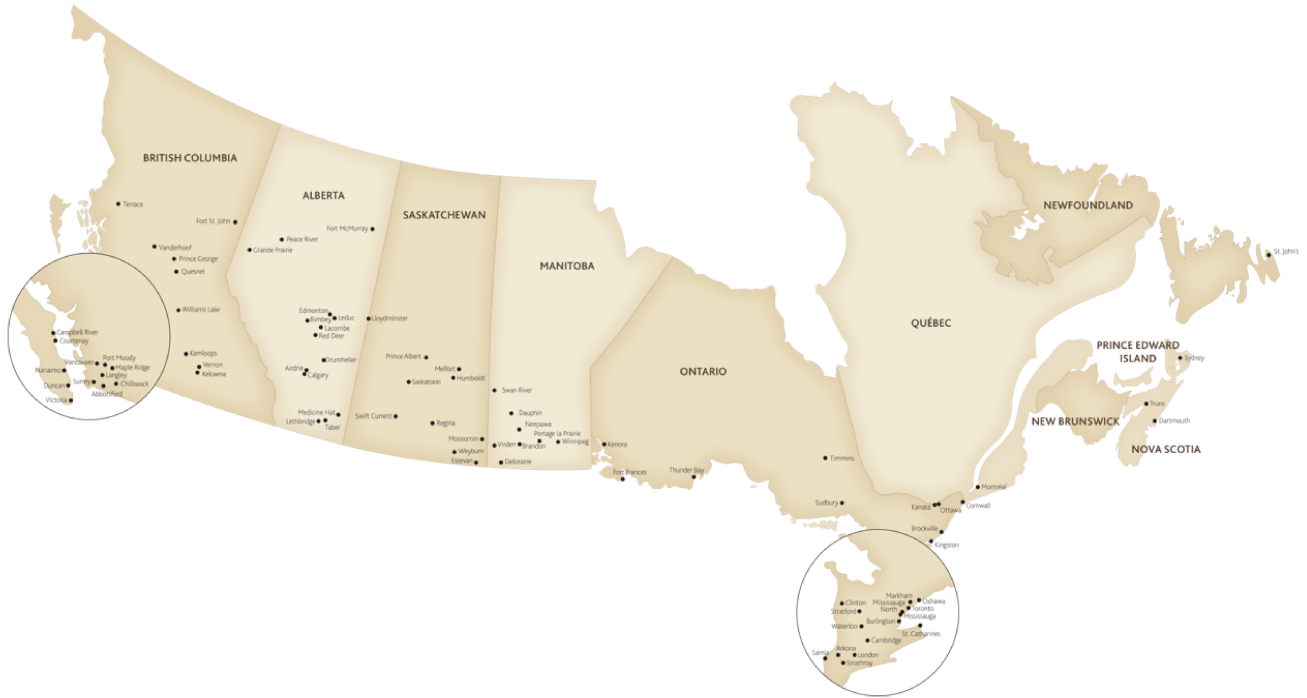 BRITISH COLUMBIA
Terrace
Fort St. John
Vanderhoof
Prince George
Quesnel
Williams Lake
Kamloops
Vernon
Kelowna
Campbell River
Courtenay
Port Moody
Vancouver
Maple Ridge
Nanaimo
Langley
Surrey
Chilliwack
Duncan
Abbotsford
Victoria
ALBERTA
Fort McMurray
Peace River
Grande Prairie
Edmonton
Leduc
Rimbey
Lacombe
Red Deer
Drumheller
Airdrie
Calgary
Medicine Hat
Lethbridge
Taber
SASKATCHEWAN
Lloydminster
Prince Albert
Melfort
Humboldt
Saskatoon
Swift Current
Regina
Moosomin
Weyburn
Estevan
MANITOBA
Swan River
Dauphin
Neepawa
Portage la Prairie
Virden
Brandon
Winnipeg
Deloraine
ONTARIO
Kenora
Fort Frances
Thunder Bay
Timmins
Sudbury
Kanata
Ottawa
Cornwall
Brockville
Kingston
Markham
Clinton
Mississauga
Oshawa
Stratford
North
Toronto
Mississauga
Burlington
Waterloo
St. Catharines
Cambridge
Arkona
Sarnia
London
Strathroy
QUÉBEC
Montréal
NEWFOUNDLAND
St. John's
PRINCE EDWARD
ISLAND
Sydney
NEW BRUNSWICK
Truro
Dartmouth
NOVA SCOTIA